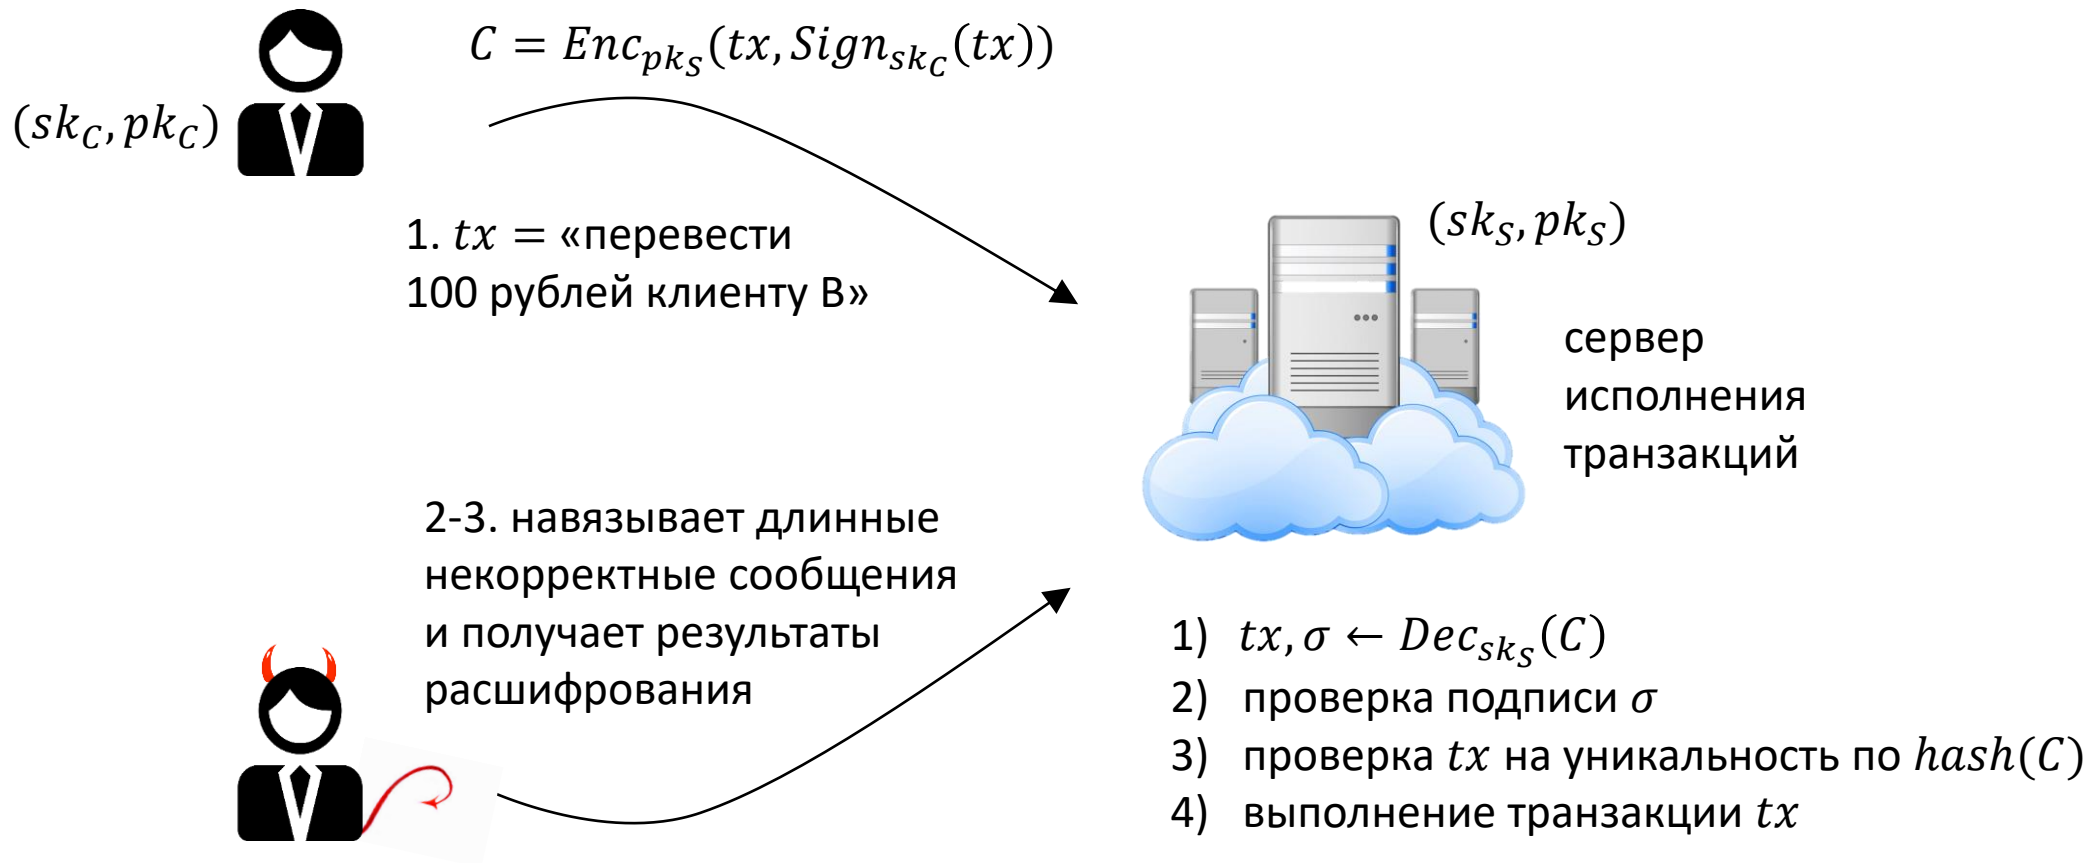 C = Enc_{pk_S}(tx, Sign_{sk_C}(tx))
(sk_C, pk_C)
1. tx = «перевести
100 рублей клиенту B»
(sk_S, pk_S)
сервер
исполнения
транзакций
2-3. навязывает длинные
некорректные сообщения
и получает результаты
расшифрования
1) tx, σ ← Dec_{sk_S}(C)
2) проверка подписи σ
3) проверка tx на уникальность по hash(C)
4) выполнение транзакции tx